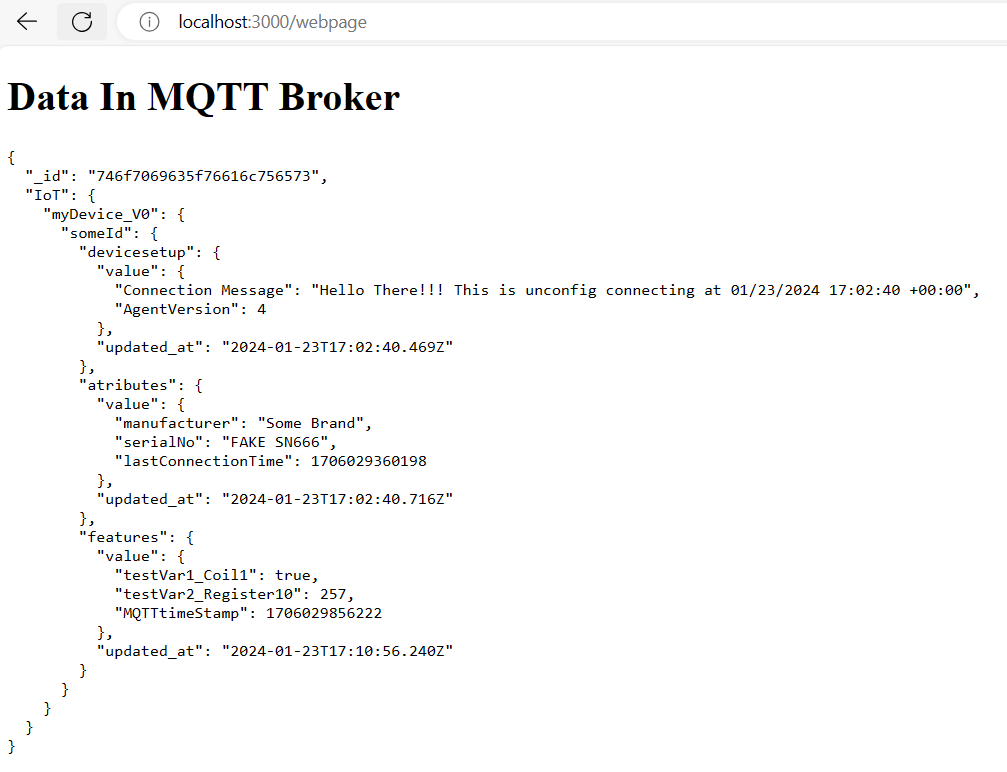 localhost:3000/webpage
Data In MQTT Broker
{
  "_id": "746f7069635f76616c756573",
  "IoT": {
    "myDevice_V0": {
      "someId": {
        "devicesetup": {
          "value": {
            "Connection Message": "Hello There!!! This is unconfig connecting at 01/23/2024 17:02:40 +00:00",
            "AgentVersion": 4
          },
          "updated_at": "2024-01-23T17:02:40.469Z"
        },
        "atributes": {
          "value": {
            "manufacturer": "Some Brand",
            "serialNo": "FAKE SN666",
            "lastConnectionTime": 1706029360198
          },
          "updated_at": "2024-01-23T17:02:40.716Z"
        },
        "features": {
          "value": {
            "testVar1_Coil1": true,
            "testVar2_Register10": 257,
            "MQTTtimeStamp": 1706029856222
          },
          "updated_at": "2024-01-23T17:10:56.240Z"
        }
      }
    }
  }
}